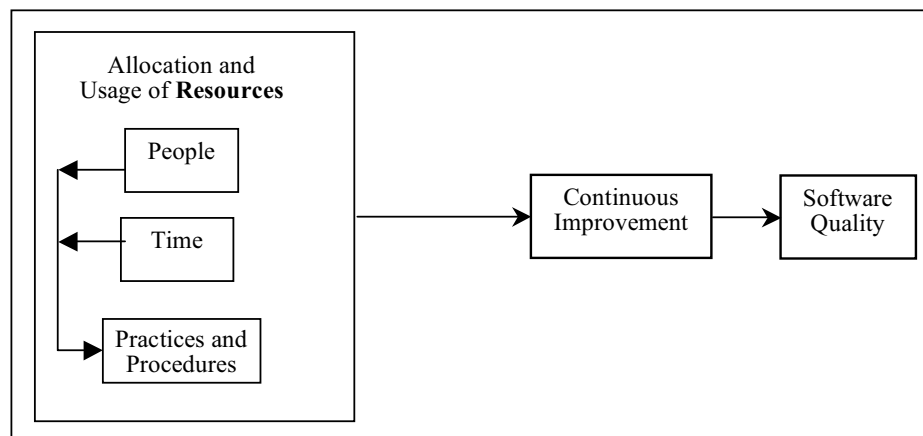 Allocation and
Usage of Resources
People
Time
Practices and
Procedures
Continuous
Improvement
Software
Quality